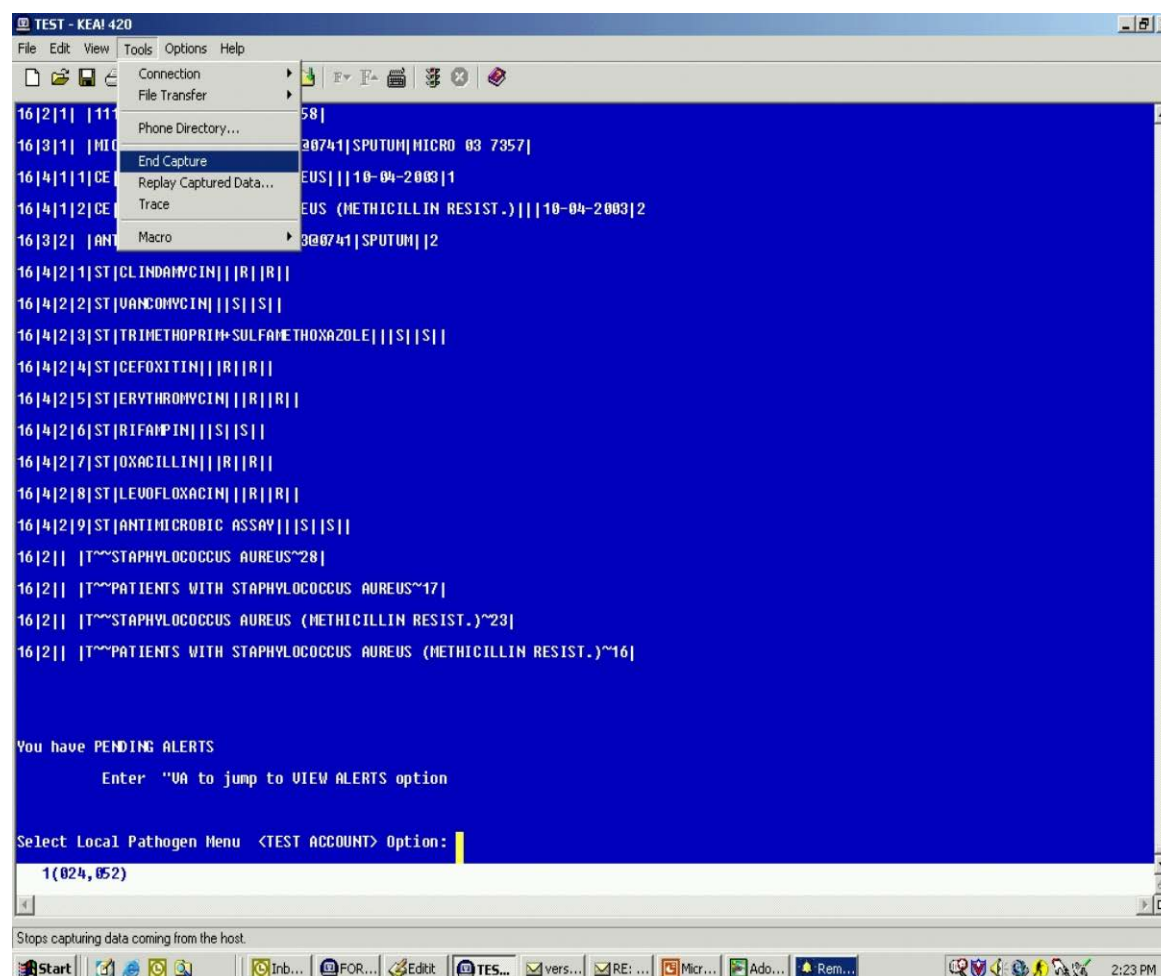 TEST - KEA! 420
File Edit View Tools Options Help
Connection
File Transfer
Phone Directory...
End Capture
Replay Captured Data...
Trace
Macro
16|2|1| |111 58|
16|3|1| |MIC @0741|SPUTUM|MICRO 03 7357|
16|4|1|1|CE| EUS|||10-04-2003|1
16|4|1|2|CE| EUS (METHICILLIN RESIST.)|||10-04-2003|2
16|3|2| |ANT 3@0741|SPUTUM||2
16|4|2|1|ST|CLINDAMYCIN|||R||R||
16|4|2|2|ST|VANCOMYCIN|||S||S||
16|4|2|3|ST|TRIMETHOPRIM+SULFAMETHOXAZOLE|||S||S||
16|4|2|4|ST|CEFOXITIN|||R||R||
16|4|2|5|ST|ERYTHROMYCIN|||R||R||
16|4|2|6|ST|RIFAMPIN|||S||S||
16|4|2|7|ST|OXACILLIN|||R||R||
16|4|2|8|ST|LEVOFLOXACIN|||R||R||
16|4|2|9|ST|ANTIMICROBIC ASSAY|||S||S||
16|2|| |T~~STAPHYLOCOCCUS AUREUS~28|
16|2|| |T~~PATIENTS WITH STAPHYLOCOCCUS AUREUS~17|
16|2|| |T~~STAPHYLOCOCCUS AUREUS (METHICILLIN RESIST.)~23|
16|2|| |T~~PATIENTS WITH STAPHYLOCOCCUS AUREUS (METHICILLIN RESIST.)~16|
You have PENDING ALERTS
Enter "VA to jump to VIEW ALERTS option
Select Local Pathogen Menu <TEST ACCOUNT> Option:
1(024,052)
Stops capturing data coming from the host.
Start Inb... FOR... Editit TES... vers... RE: ... Micr... Ado... Rem... 2:23 PM